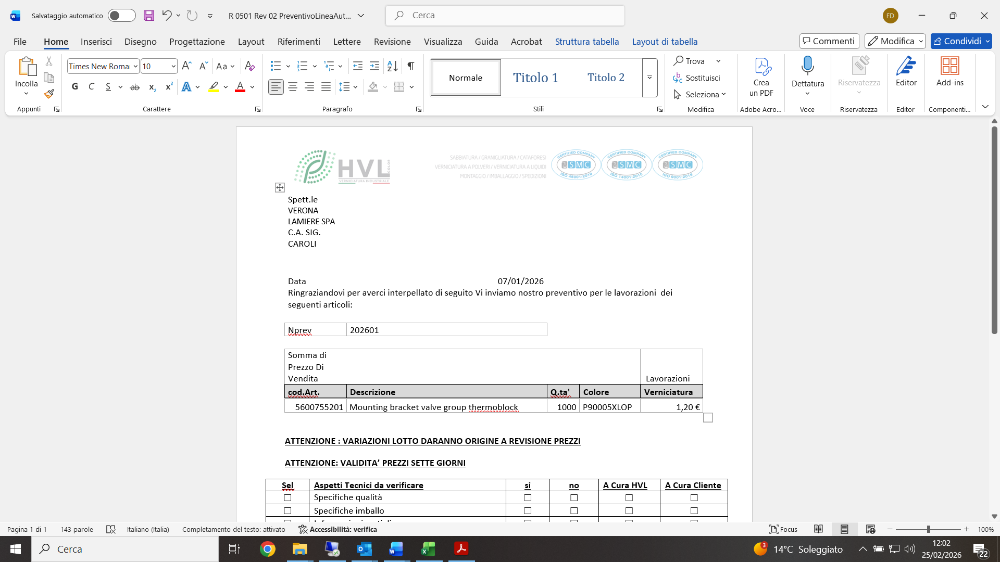 Salvataggio automatico
R 0501 Rev 02 PreventivoLineaAut...
Cerca
FD
File
Home
Inserisci
Disegno
Progettazione
Layout
Riferimenti
Lettere
Revisione
Visualizza
Guida
Acrobat
Struttura tabella
Layout di tabella
Commenti
Modifica
Condividi
Incolla
Times New Roma
10
Normale
Titolo 1
Titolo 2
Trova
Sostituisci
Seleziona
Crea
un PDF
Dettatura
Riservatezza
Editor
Add-ins
Appunti
Carattere
Paragrafo
Stili
Modifica
Adobe Acro...
Voce
Riservatezza
Editor
Componenti...
HVL COLOR
VERNICIATURA INDUSTRIALE
SABBIATURA / GRANIGLIATURA / CATAFORESI
VERNICIATURA A POLVERI / VERNICIATURA A LIQUIDI
MONTAGGIO / IMBALLAGGIO / SPEDIZIONI
CERTIFIED COMPANY SMC ISO 45001:2018
CERTIFIED COMPANY SMC ISO 14001:2015
CERTIFIED COMPANY SMC ISO 9001:2015
Spett.le
VERONA
LAMIERE SPA
C.A. SIG.
CAROLI
Data 07/01/2026
Ringraziandovi per averci interpellato di seguito Vi inviamo nostro preventivo per le lavorazioni  dei
seguenti articoli:
Nprev 202601
Somma di
Prezzo Di
Vendita Lavorazioni
cod.Art. Descrizione Q.ta' Colore Verniciatura
5600755201 Mounting bracket valve group thermoblock 1000 P90005XLOP 1,20 €
ATTENZIONE : VARIAZIONI LOTTO DARANNO ORIGINE A REVISIONE PREZZI
ATTENZIONE: VALIDITA’ PREZZI SETTE GIORNI
Sel Aspetti Tecnici da verificare si no A Cura HVL A Cura Cliente
☐ Specifiche qualità ☐ ☐ ☐ ☐
☐ Specifiche imballo ☐ ☐ ☐ ☐
Pagina 1 di 1
143 parole
Italiano (Italia)
Completamento del testo: attivato
Accessibilità: verifica
Focus
100%
Cerca
3
14°C Soleggiato
12:02
25/02/2026
22